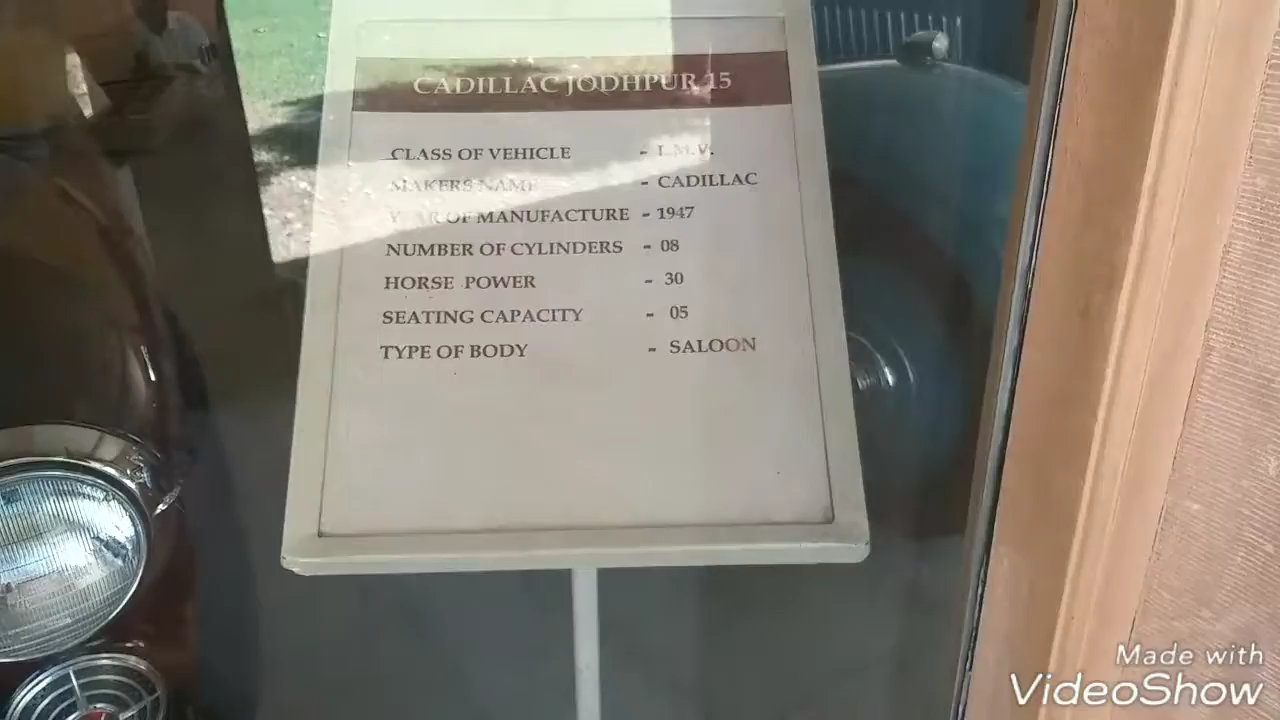 CADILLAC JODHPUR 15
CLASS OF VEHICLE - L.M.V.
MAKERS NAME - CADILLAC
YEAR OF MANUFACTURE - 1947
NUMBER OF CYLINDERS - 08
HORSE POWER - 30
SEATING CAPACITY - 05
TYPE OF BODY - SALOON
Made with
VideoShow